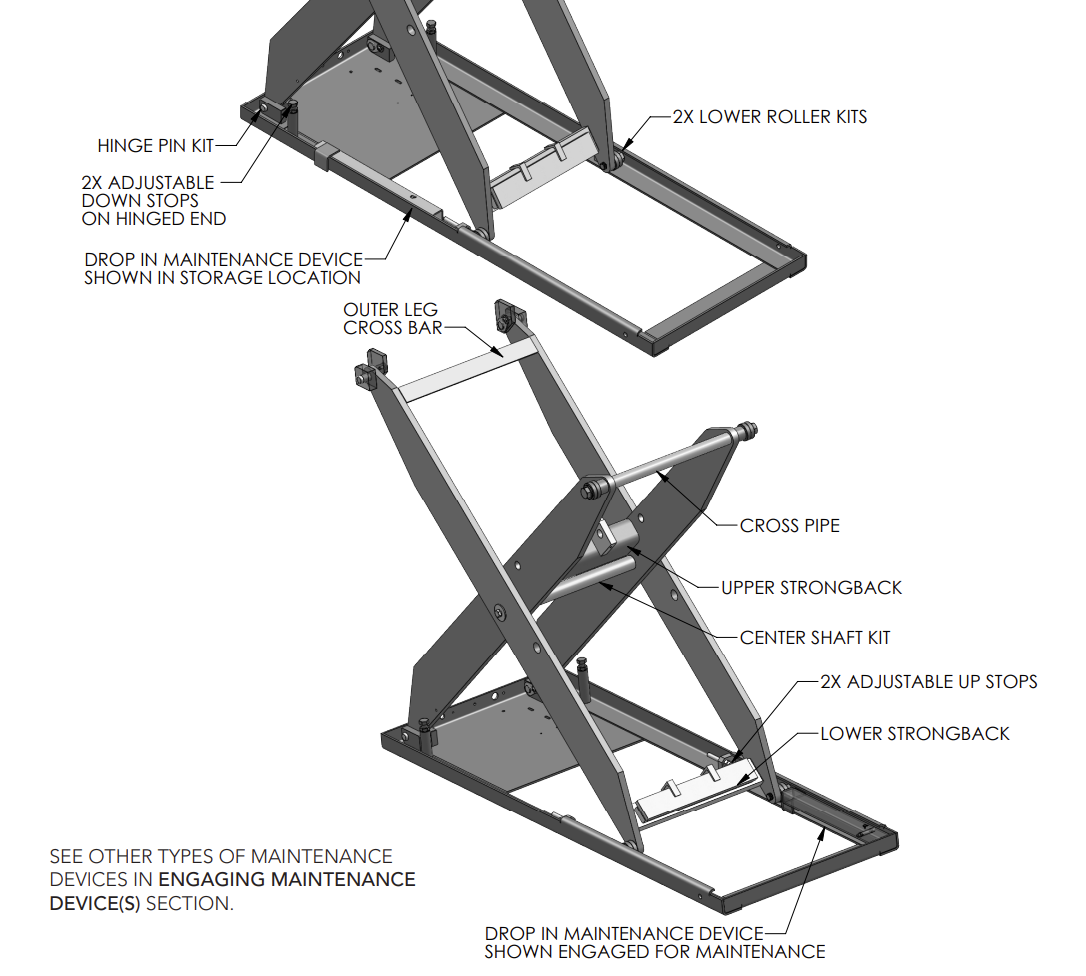 2X LOWER ROLLER KITS
HINGE PIN KIT
2X ADJUSTABLE
DOWN STOPS
ON HINGED END
DROP IN MAINTENANCE DEVICE
SHOWN IN STORAGE LOCATION
OUTER LEG
CROSS BAR
CROSS PIPE
UPPER STRONGBACK
CENTER SHAFT KIT
2X ADJUSTABLE UP STOPS
LOWER STRONGBACK
SEE OTHER TYPES OF MAINTENANCE
DEVICES IN ENGAGING MAINTENANCE
DEVICE(S) SECTION.
DROP IN MAINTENANCE DEVICE
SHOWN ENGAGED FOR MAINTENANCE